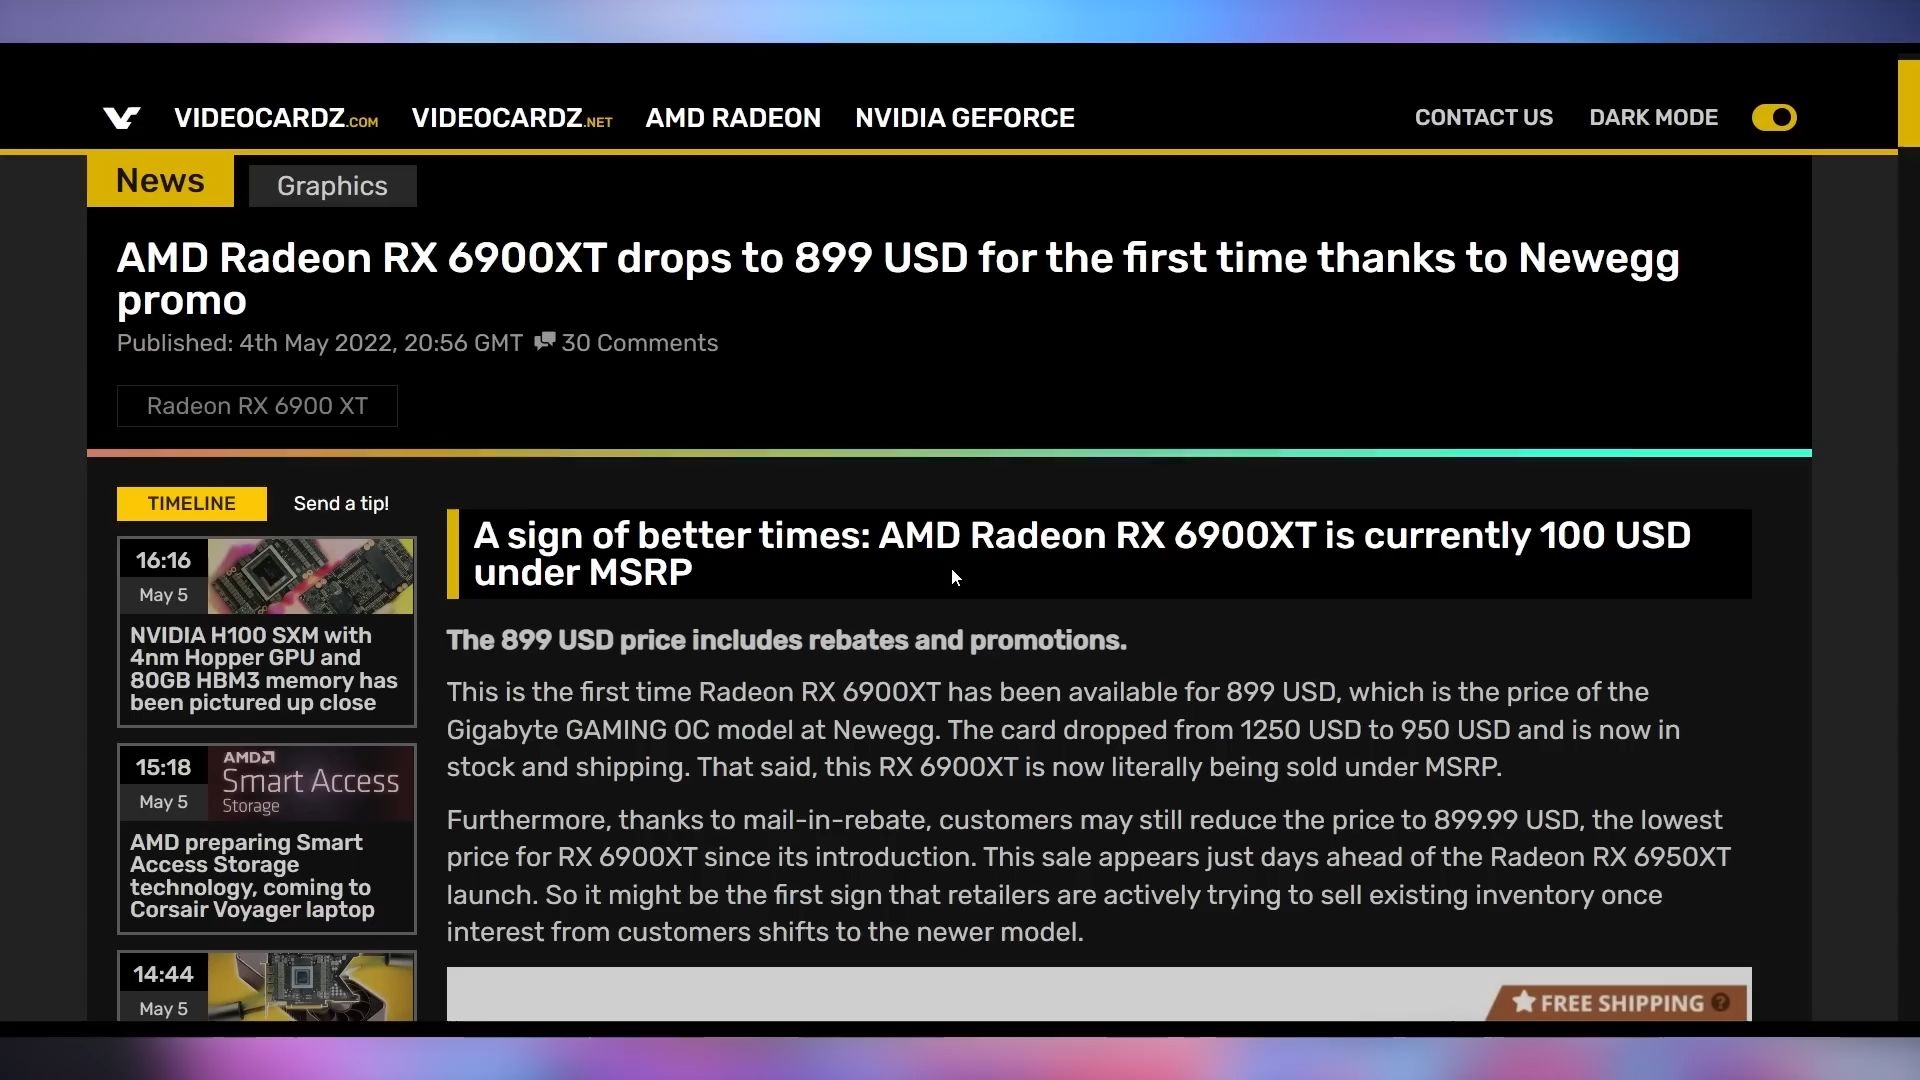 VIDEOCARDZ.COM VIDEOCARDZ.NET AMD RADEON NVIDIA GEFORCE CONTACT US DARK MODE
News Graphics
AMD Radeon RX 6900XT drops to 899 USD for the first time thanks to Newegg
promo
Published: 4th May 2022, 20:56 GMT 30 Comments
Radeon RX 6900 XT
TIMELINE Send a tip!
16:16
May 5
NVIDIA H100 SXM with
4nm Hopper GPU and
80GB HBM3 memory has
been pictured up close
15:18
May 5
AMD
Smart Access
Storage
AMD preparing Smart
Access Storage
technology, coming to
Corsair Voyager laptop
14:44
May 5
A sign of better times: AMD Radeon RX 6900XT is currently 100 USD
under MSRP
The 899 USD price includes rebates and promotions.
This is the first time Radeon RX 6900XT has been available for 899 USD, which is the price of the
Gigabyte GAMING OC model at Newegg. The card dropped from 1250 USD to 950 USD and is now in
stock and shipping. That said, this RX 6900XT is now literally being sold under MSRP.
Furthermore, thanks to mail-in-rebate, customers may still reduce the price to 899.99 USD, the lowest
price for RX 6900XT since its introduction. This sale appears just days ahead of the Radeon RX 6950XT
launch. So it might be the first sign that retailers are actively trying to sell existing inventory once
interest from customers shifts to the newer model.
FREE SHIPPING ?